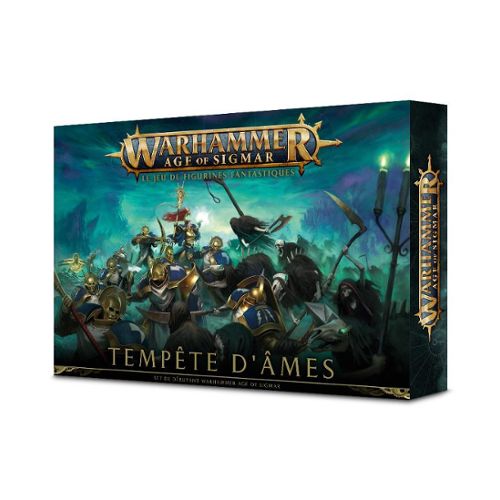 WARHAMMER
AGE OF SIGMAR
LE JEU DE FIGURINES FANTASTIQUES
TEMPÊTE D'ÂMES
SET DE DÉBUTANT WARHAMMER AGE OF SIGMAR
WARHAMMER
AGE OF SIGMAR